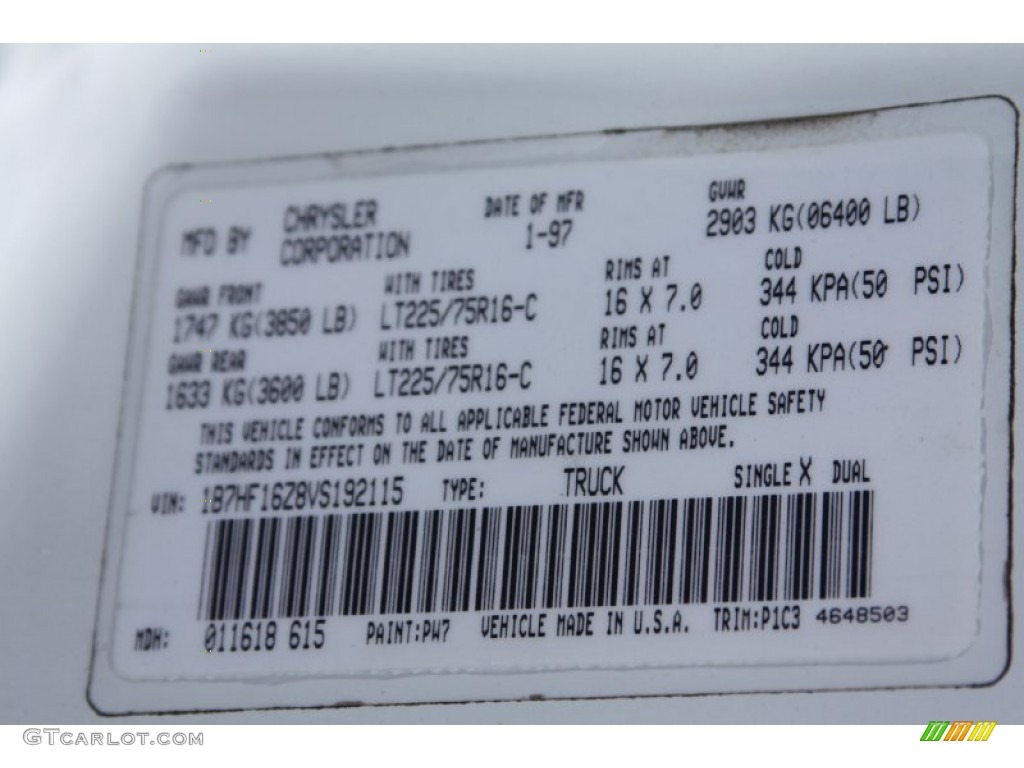 MFD BY CHRYSLER CORPORATION DATE OF MFR 1-97 GVWR 2903 KG(06400 LB)
GAWR FRONT WITH TIRES RIMS AT COLD
1747 KG(3850 LB) LT225/75R16-C 16 X 7.0 344 KPA(50 PSI)
GAWR REAR WITH TIRES RIMS AT COLD
1633 KG(3600 LB) LT225/75R16-C 16 X 7.0 344 KPA(50 PSI)
THIS VEHICLE CONFORMS TO ALL APPLICABLE FEDERAL MOTOR VEHICLE SAFETY
STANDARDS IN EFFECT ON THE DATE OF MANUFACTURE SHOWN ABOVE.
VIN: 1B7HF16Z8VS192115 TYPE: TRUCK SINGLE X DUAL
MDH: 011618 615 PAINT:PW7 VEHICLE MADE IN U.S.A. TRIM:P1C3 4648503
GTCARLOT.COM